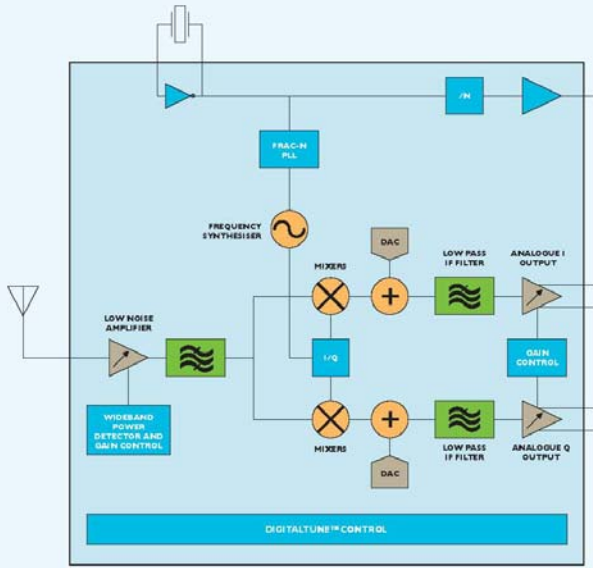 /N
FRAC-N
PLL
FREQUENCY
SYNTHESISER
DAC
MIXERS
LOW PASS
IF FILTER
ANALOGUE I
OUTPUT
LOW NOISE
AMPLIFIER
I/Q
GAIN
CONTROL
WIDEBAND
POWER
DETECTOR AND
GAIN CONTROL
MIXERS
LOW PASS
IF FILTER
ANALOGUE Q
OUTPUT
DAC
DIGITALTUNE™ CONTROL